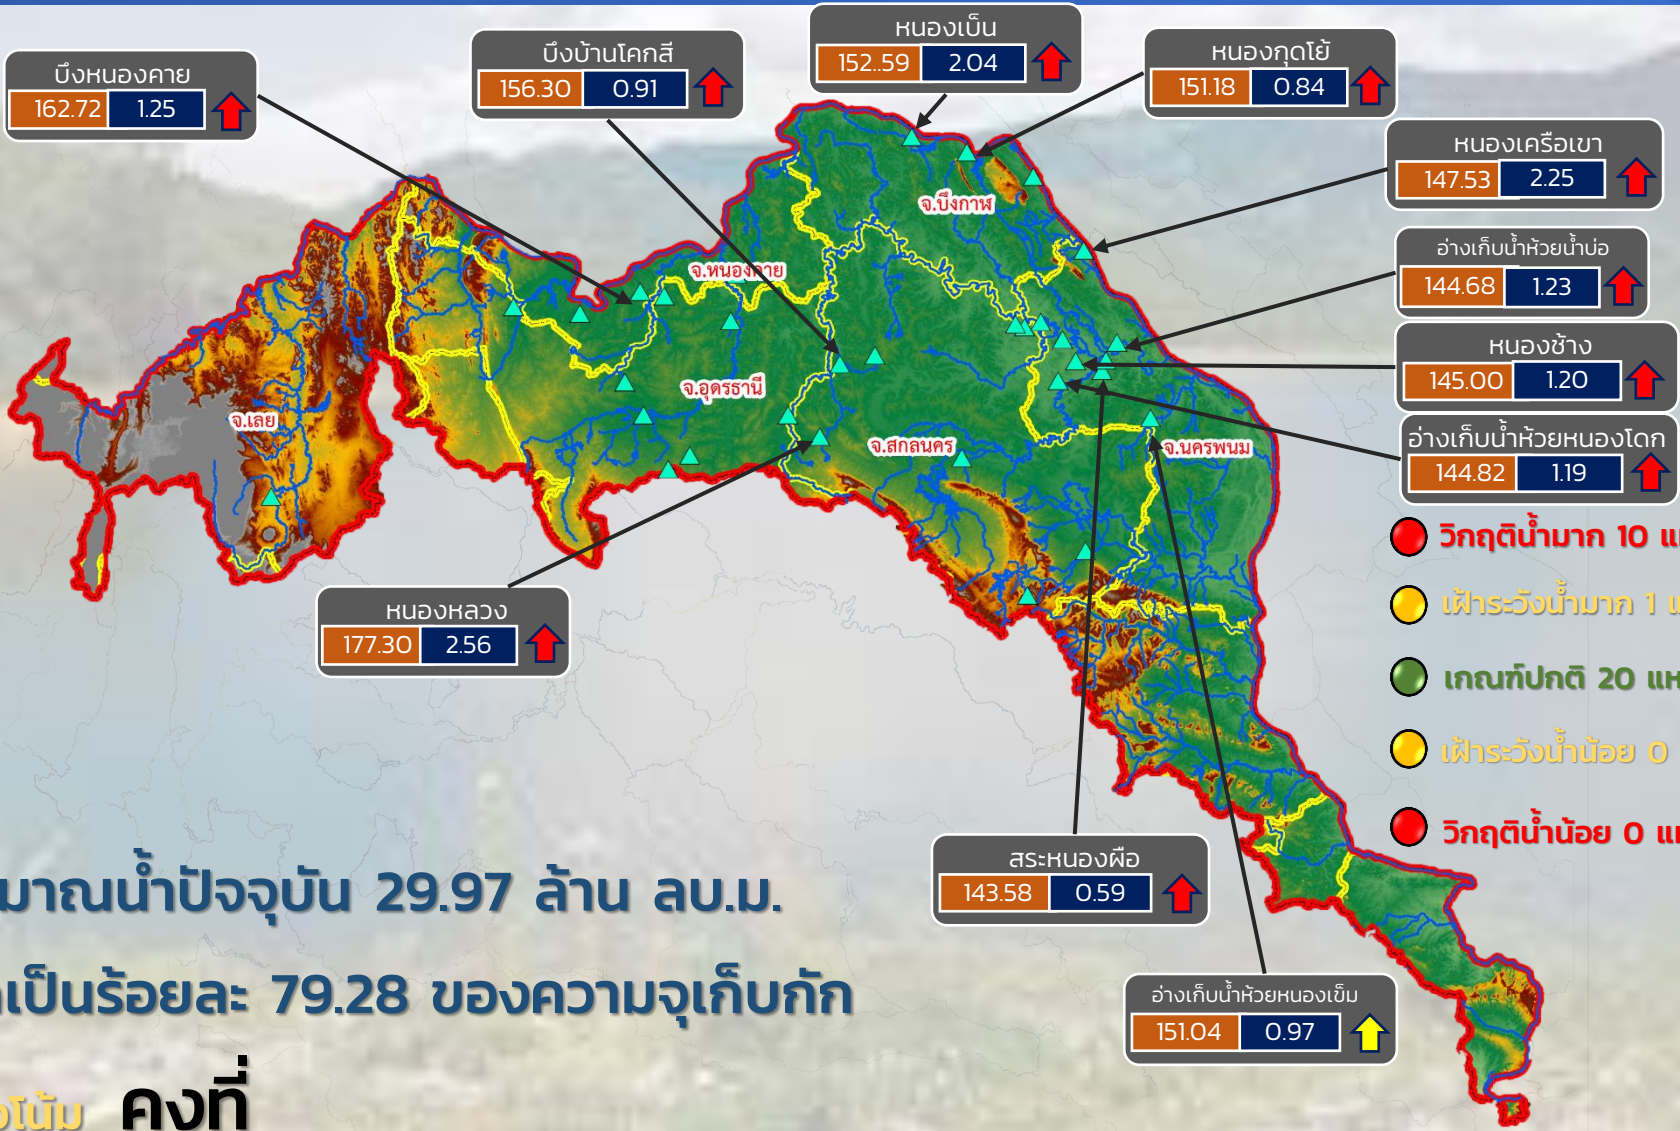 หนองเบ็น
152..59 2.04
บึงบ้านโคกสี
156.30 0.91
หนองกุดโย้
151.18 0.84
บึงหนองคาย
162.72 1.25
หนองเครือเขา
147.53 2.25
จ.บึงกาฬ
อ่างเก็บน้ำห้วยน้ำบ่อ
144.68 1.23
จ.หนองคาย
หนองช้าง
145.00 1.20
จ.อุดรธานี
จ.เลย
จ.สกลนคร
จ.นครพนม
อ่างเก็บน้ำห้วยหนองโดก
144.82 1.19
วิกฤติน้ำมาก 10
เฝ้าระวังน้ำมาก 1
หนองหลวง
177.30 2.56
เกณฑ์ปกติ 20
เฝ้าระวังน้ำน้อย 0
วิกฤติน้ำน้อย 0
สระหนองผือ
143.58 0.59
มาณน้ำปัจจุบัน 29.97 ล้าน ลบ.ม.
เป็นร้อยละ 79.28 ของความจุเก็บกัก
อ่างเก็บน้ำห้วยหนองเข็ม
151.04 0.97
โน้ม คงที่